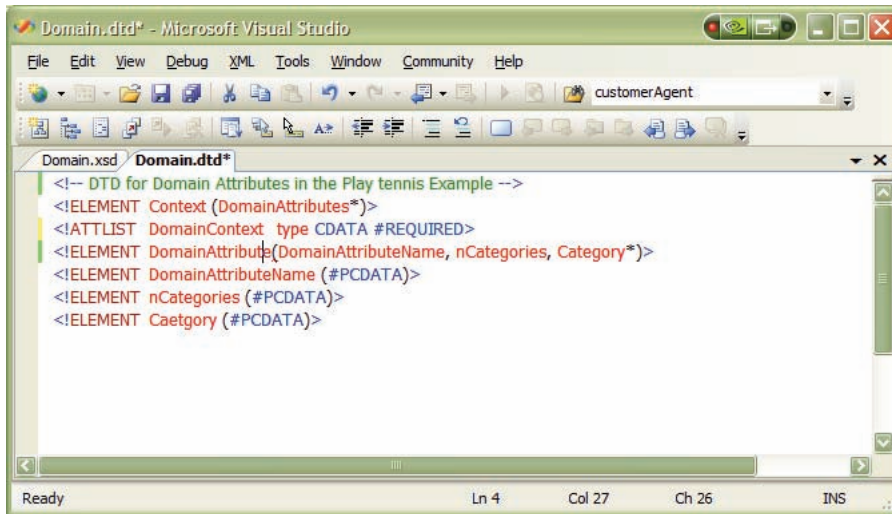 Domain.dtd* - Microsoft Visual Studio
File Edit View Debug XML Tools Window Community Help
customerAgent
Domain.xsd Domain.dtd*
<!-- DTD for Domain Attributes in the Play tennis Example -->
<!ELEMENT Context (DomainAttributes*)>
<!ATTLIST DomainContext type CDATA #REQUIRED>
<!ELEMENT DomainAttribute(DomainAttributeName, nCategories, Category*)>
<!ELEMENT DomainAttributeName (#PCDATA)>
<!ELEMENT nCategories (#PCDATA)>
<!ELEMENT Caetgory (#PCDATA)>
Ready Ln 4 Col 27 Ch 26 INS